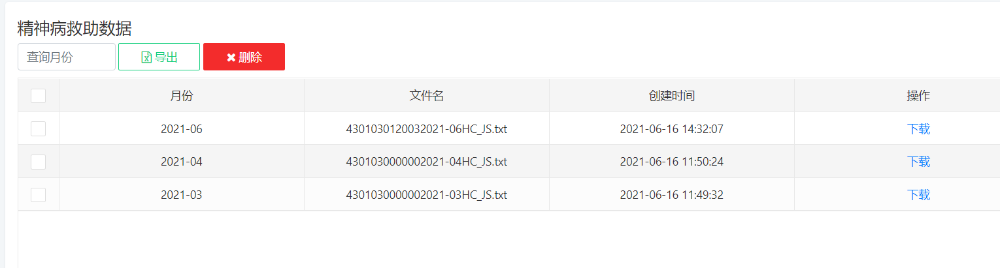 精神病救助数据
查询月份 导出 删除
月份 文件名 创建时间 操作
2021-06 4301030120032021-06HC_JS.txt 2021-06-16 14:32:07 下载
2021-04 4301030000002021-04HC_JS.txt 2021-06-16 11:50:24 下载
2021-03 4301030000002021-03HC_JS.txt 2021-06-16 11:49:32 下载